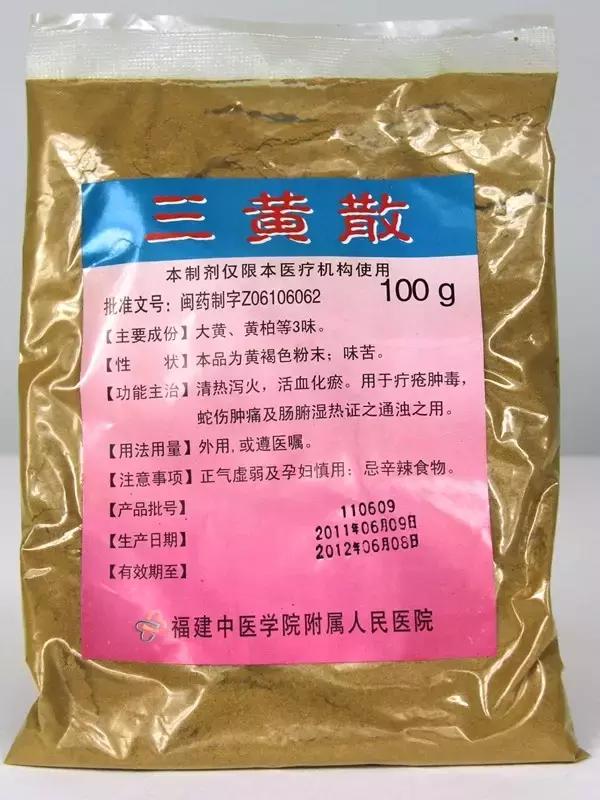 三黄散
本制剂仅限本医疗机构使用
批准文号：闽药制字Z06106062 100g
【主要成份】大黄、黄柏等3味。
【性 状】本品为黄褐色粉末；味苦。
【功能主治】清热泻火，活血化瘀。用于疔疮肿毒，
蛇伤肿痛及肠腑湿热证之通浊之用。
【用法用量】外用,或遵医嘱。
【注意事项】正气虚弱及孕妇慎用；忌辛辣食物。
【产品批号】 110609
【生产日期】 2011年06月09日
【有效期至】 2012年06月08日
福建中医学院附属人民医院